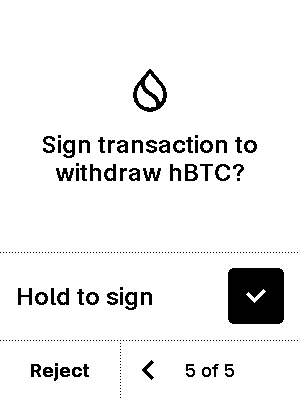 Sign transaction to
withdraw hBTC?
Hold to sign
Reject
5 of 5